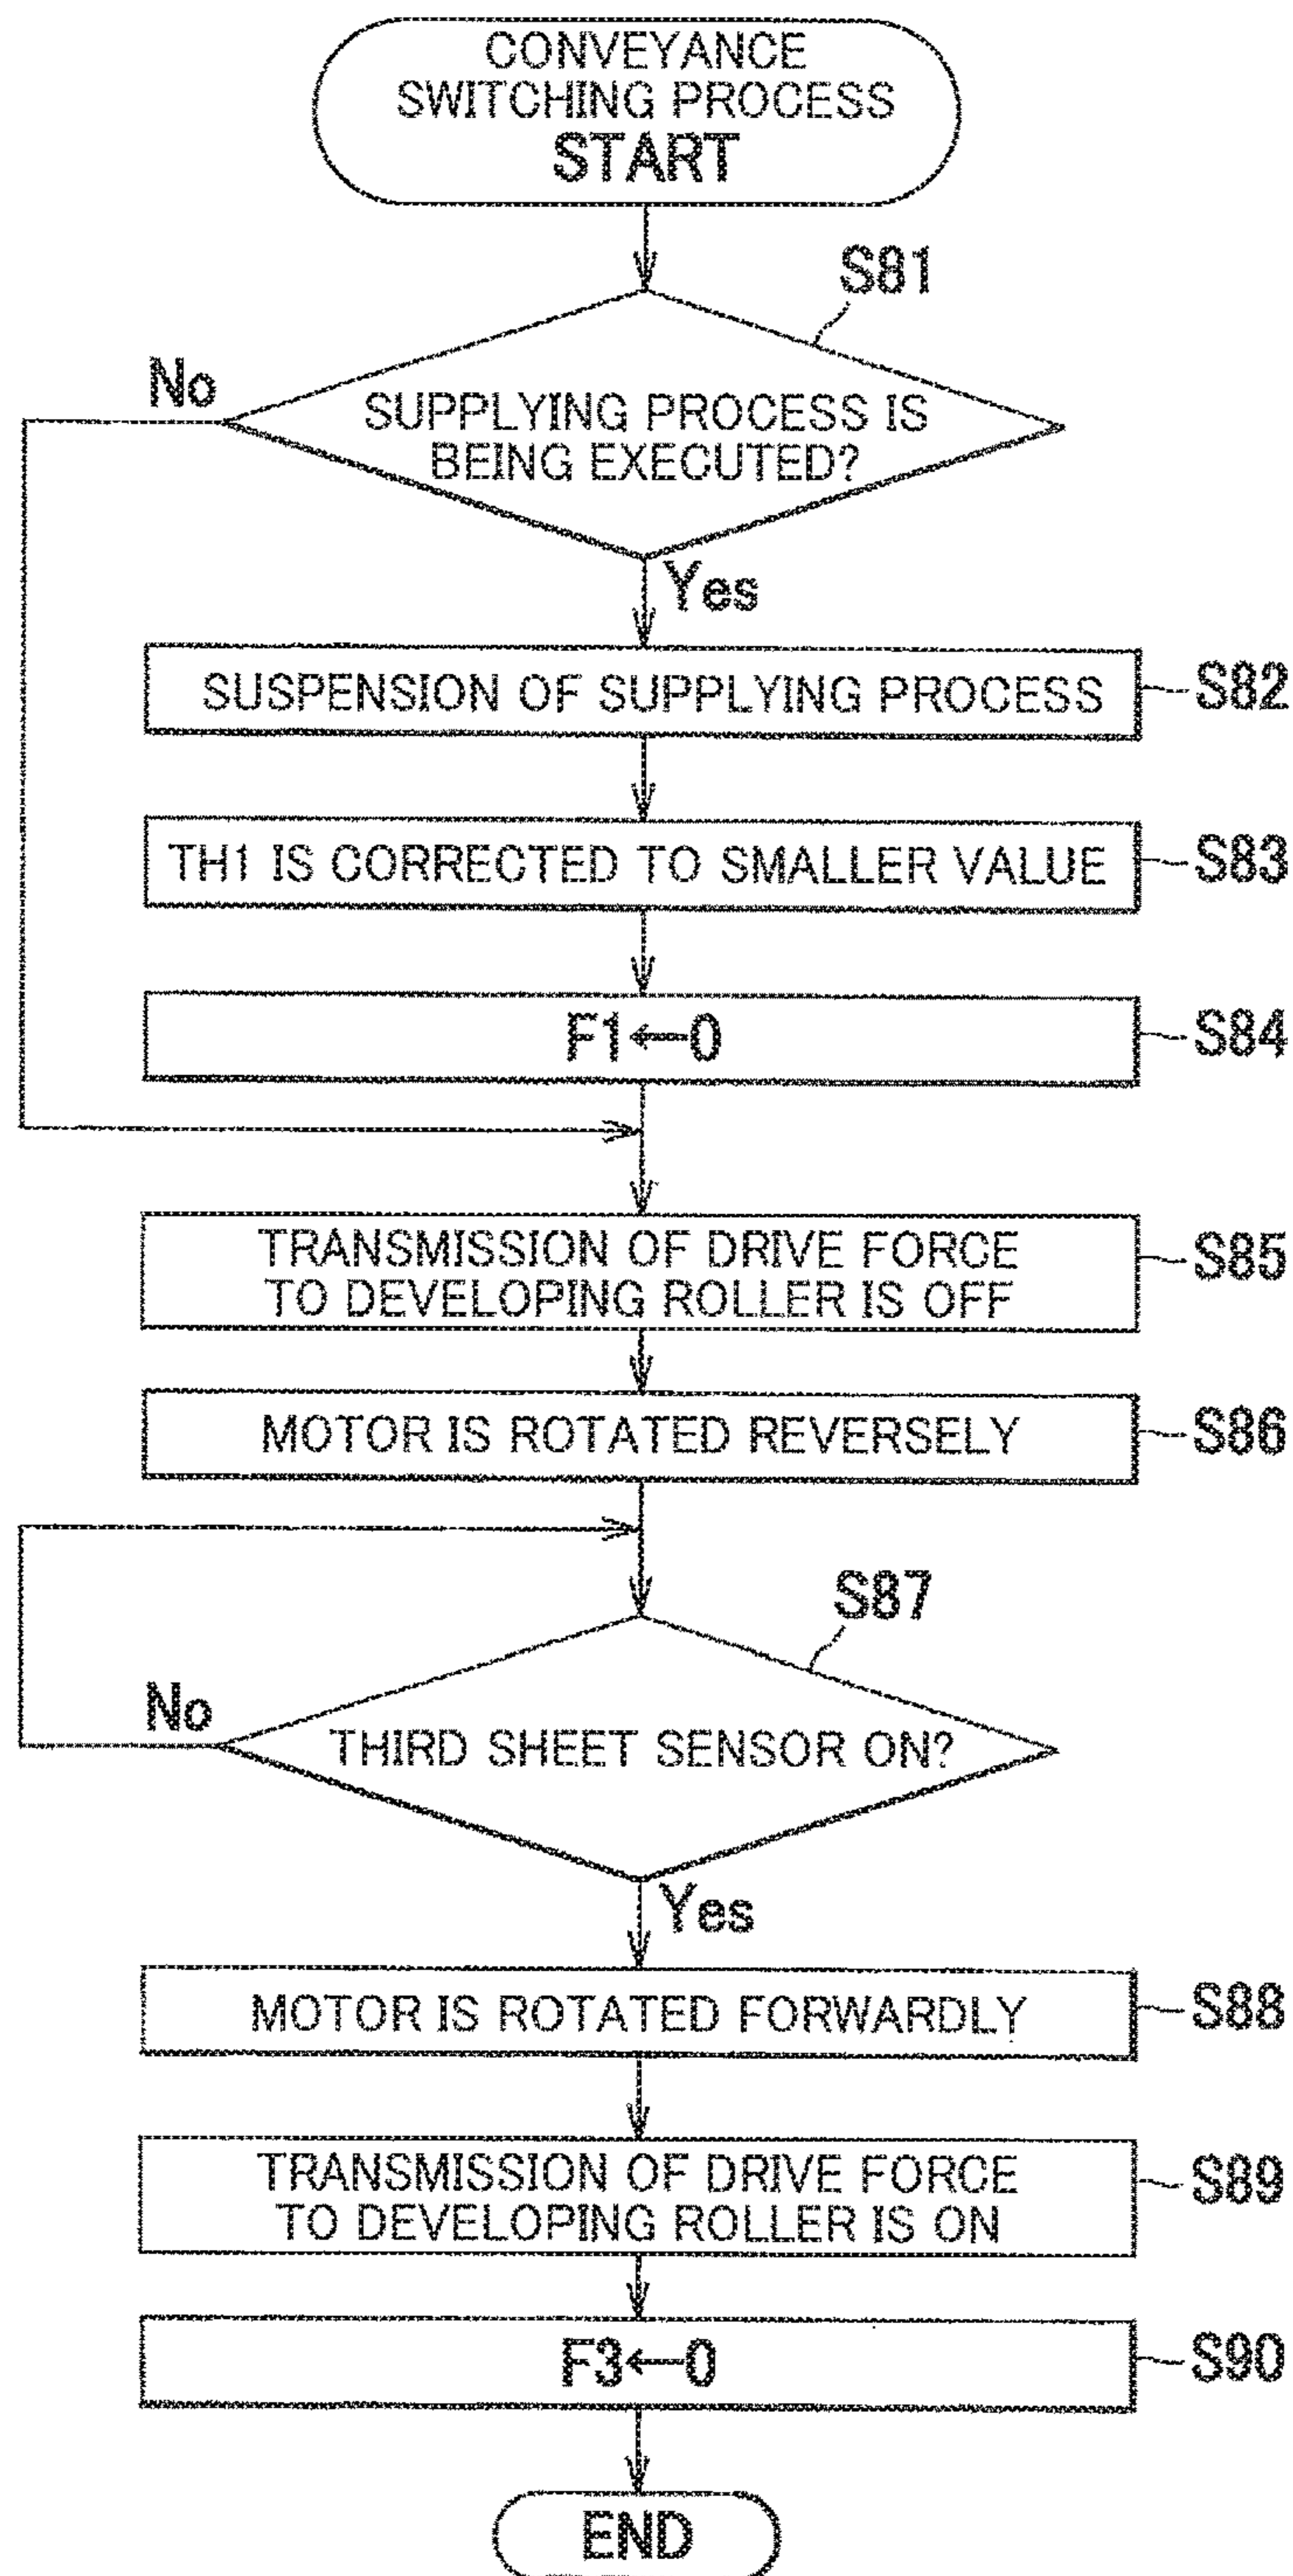 CONVEYANCE
SWITCHING PROCESS
START
S81
No
SUPPLYING PROCESS IS
BEING EXECUTED?
Yes
SUSPENSION OF SUPPLYING PROCESS
S82
TH1 IS CORRECTED TO SMALLER VALUE
S83
F1←0
S84
TRANSMISSION OF DRIVE FORCE
TO DEVELOPING ROLLER IS OFF
S85
MOTOR IS ROTATED REVERSELY
S86
S87
No
THIRD SHEET SENSOR ON?
Yes
MOTOR IS ROTATED FORWARDLY
S88
TRANSMISSION OF DRIVE FORCE
TO DEVELOPING ROLLER IS ON
S89
F3←0
S90
END